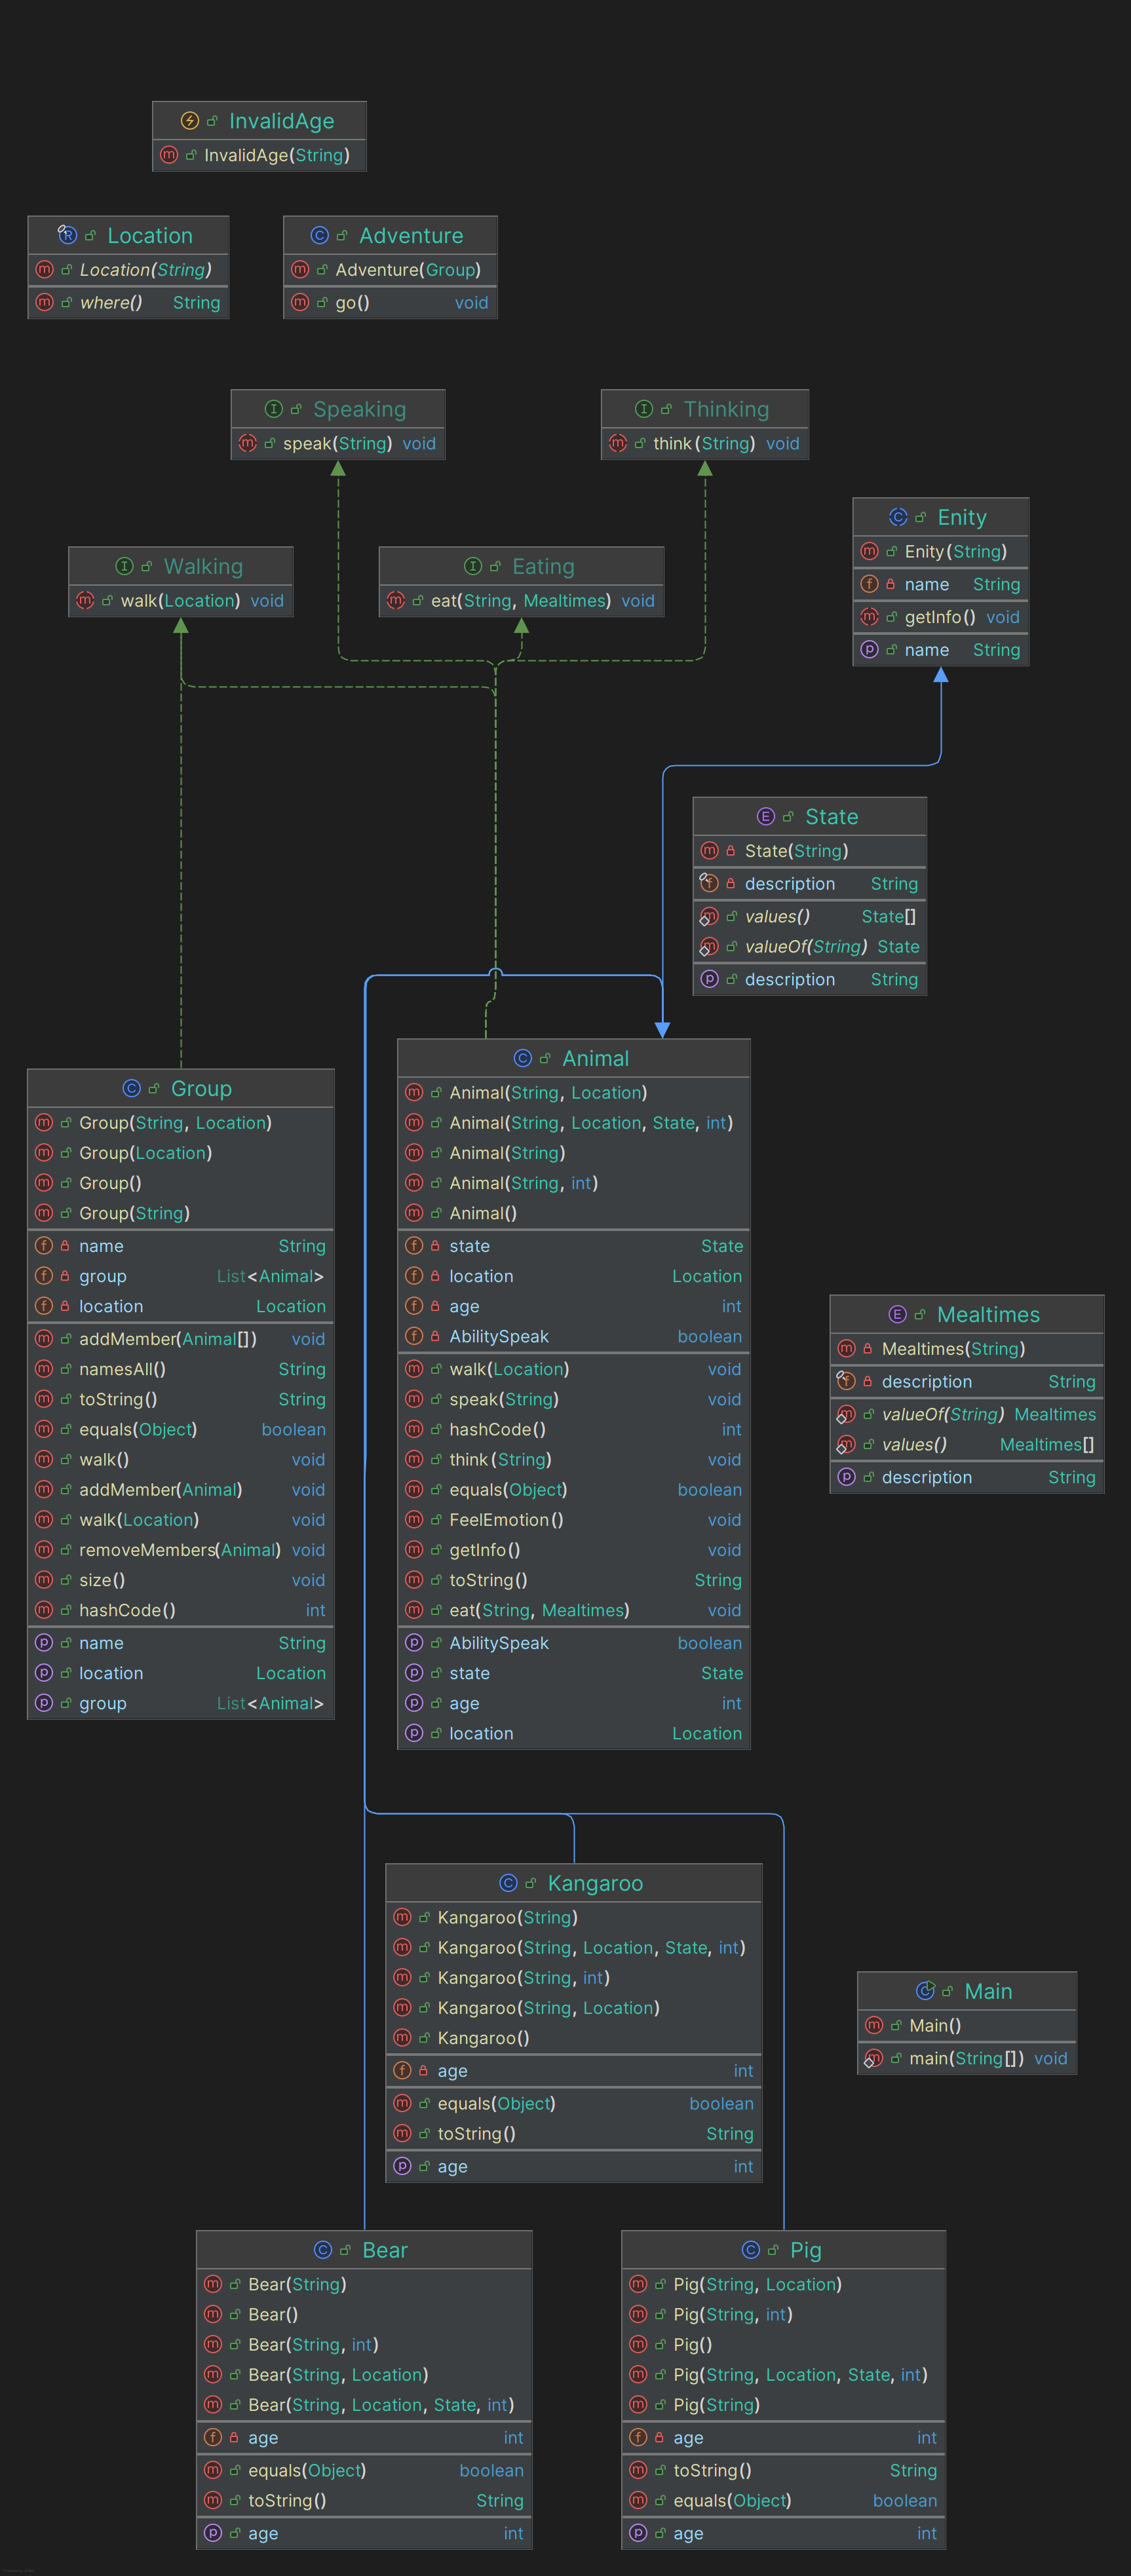 InvalidAge
InvalidAge(String)
Location
Location(String)
where() String
Adventure
Adventure(Group)
go() void
Speaking
speak(String) void
Thinking
think(String) void
Enity
Enity(String)
name String
getInfo() void
name String
Walking
walk(Location) void
Eating
eat(String, Mealtimes) void
State
State(String)
description String
values() State[]
valueOf(String) State
description String
Group
Group(String, Location)
Group(Location)
Group()
Group(String)
name String
group List<Animal>
location Location
addMember(Animal[]) void
namesAll() String
toString() String
equals(Object) boolean
walk() void
addMember(Animal) void
walk(Location) void
removeMembers(Animal) void
size() void
hashCode() int
name String
location Location
group List<Animal>
Animal
Animal(String, Location)
Animal(String, Location, State, int)
Animal(String)
Animal(String, int)
Animal()
state State
location Location
age int
AbilitySpeak boolean
walk(Location) void
speak(String) void
hashCode() int
think(String) void
equals(Object) boolean
FeelEmotion() void
getInfo() void
toString() String
eat(String, Mealtimes) void
AbilitySpeak boolean
state State
age int
location Location
Mealtimes
Mealtimes(String)
description String
valueOf(String) Mealtimes
values() Mealtimes[]
description String
Kangaroo
Kangaroo(String)
Kangaroo(String, Location, State, int)
Kangaroo(String, int)
Kangaroo(String, Location)
Kangaroo()
age int
equals(Object) boolean
toString() String
age int
Main
Main()
main(String[]) void
Bear
Bear(String)
Bear()
Bear(String, int)
Bear(String, Location)
Bear(String, Location, State, int)
age int
equals(Object) boolean
toString() String
age int
Pig
Pig(String, Location)
Pig(String, int)
Pig()
Pig(String, Location, State, int)
Pig(String)
age int
toString() String
equals(Object) boolean
age int